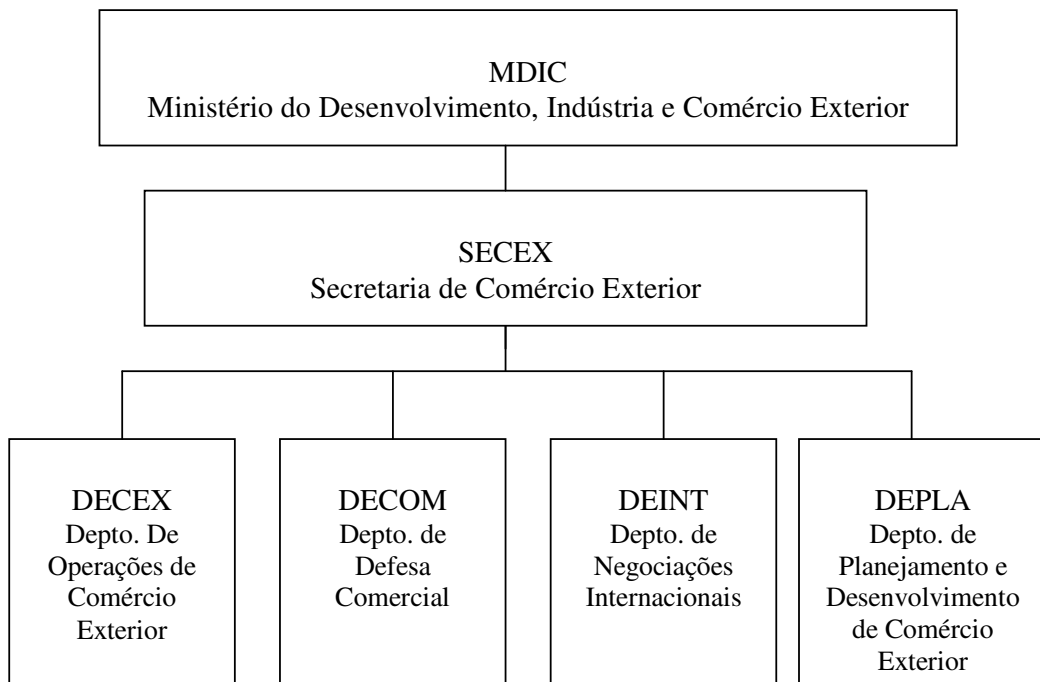 MDIC
Ministério do Desenvolvimento, Indústria e Comércio Exterior
SECEX
Secretaria de Comércio Exterior
DECEX
Depto. De
Operações de
Comércio
Exterior
DECOM
Depto. de
Defesa
Comercial
DEINT
Depto. de
Negociações
Internacionais
DEPLA
Depto. de
Planejamento e
Desenvolvimento
de Comércio
Exterior